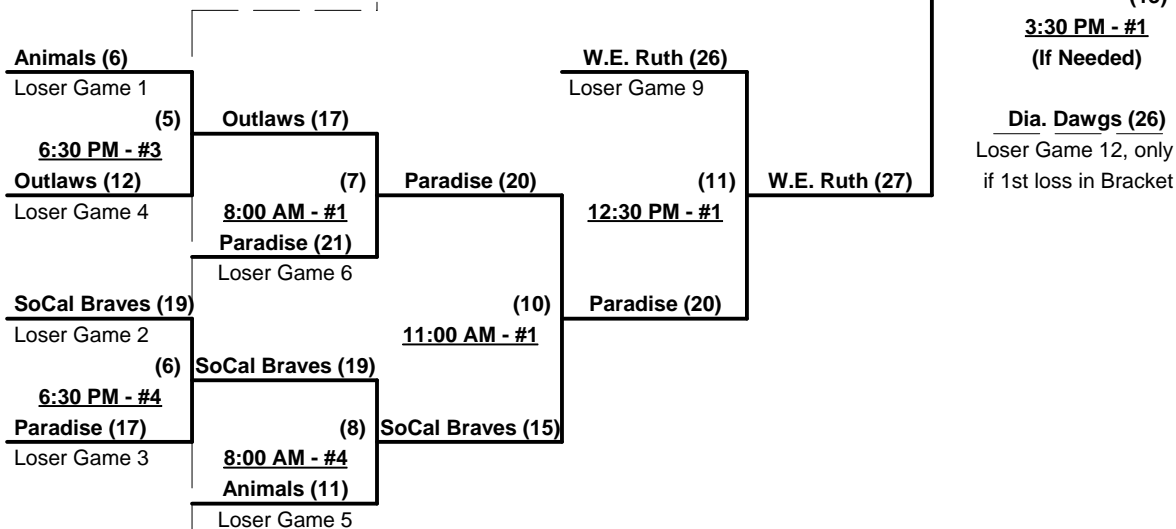 3:30 PM - #1
(If Needed)
Animals (6)
Loser Game 1
(5)
6:30 PM - #3
Outlaws (12)
Loser Game 4
SoCal Braves (19)
Loser Game 2
(6)
6:30 PM - #4
Paradise (17)
Loser Game 3
Outlaws (17)
(7)
8:00 AM - #1
Paradise (21)
Loser Game 6
SoCal Braves (19)
(8)
8:00 AM - #4
Animals (11)
Loser Game 5
Paradise (20)
(10)
11:00 AM - #1
SoCal Braves (15)
W.E. Ruth (26)
Loser Game 9
(11)
12:30 PM - #1
Paradise (20)
W.E. Ruth (27)
Dia. Dawgs (26)
Loser Game 12, only
if 1st loss in Bracket